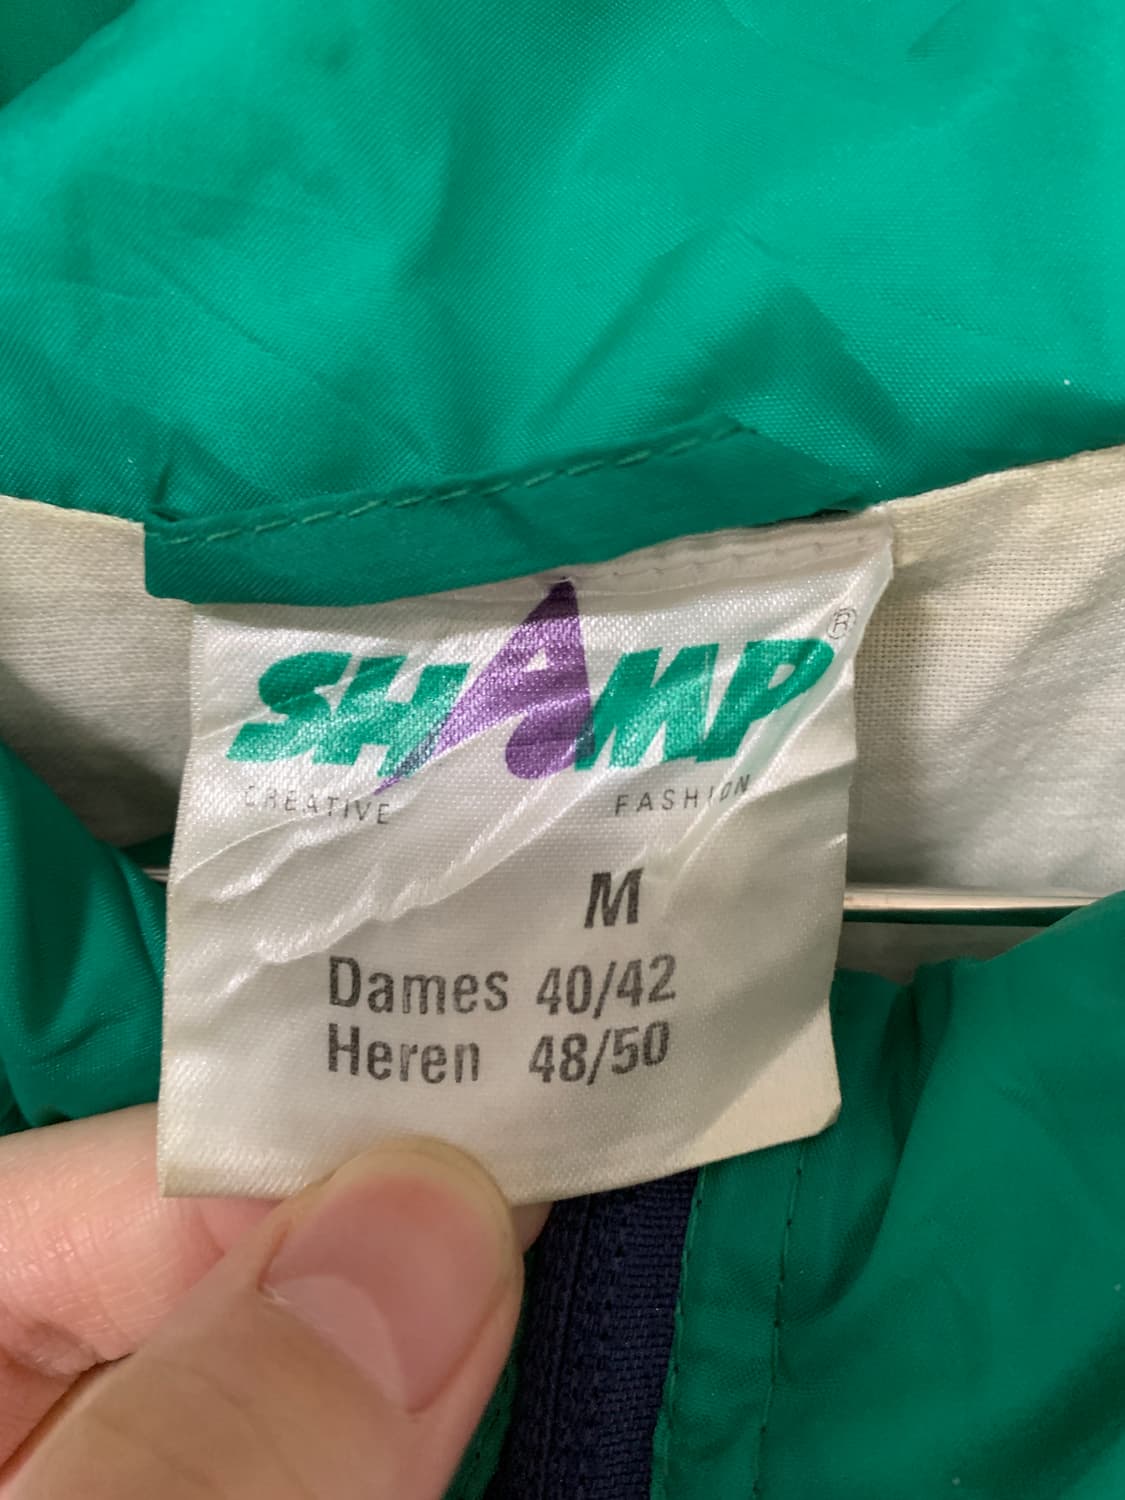 SHAMP®
CREATIVE FASHION
M
Dames 40/42
Heren 48/50